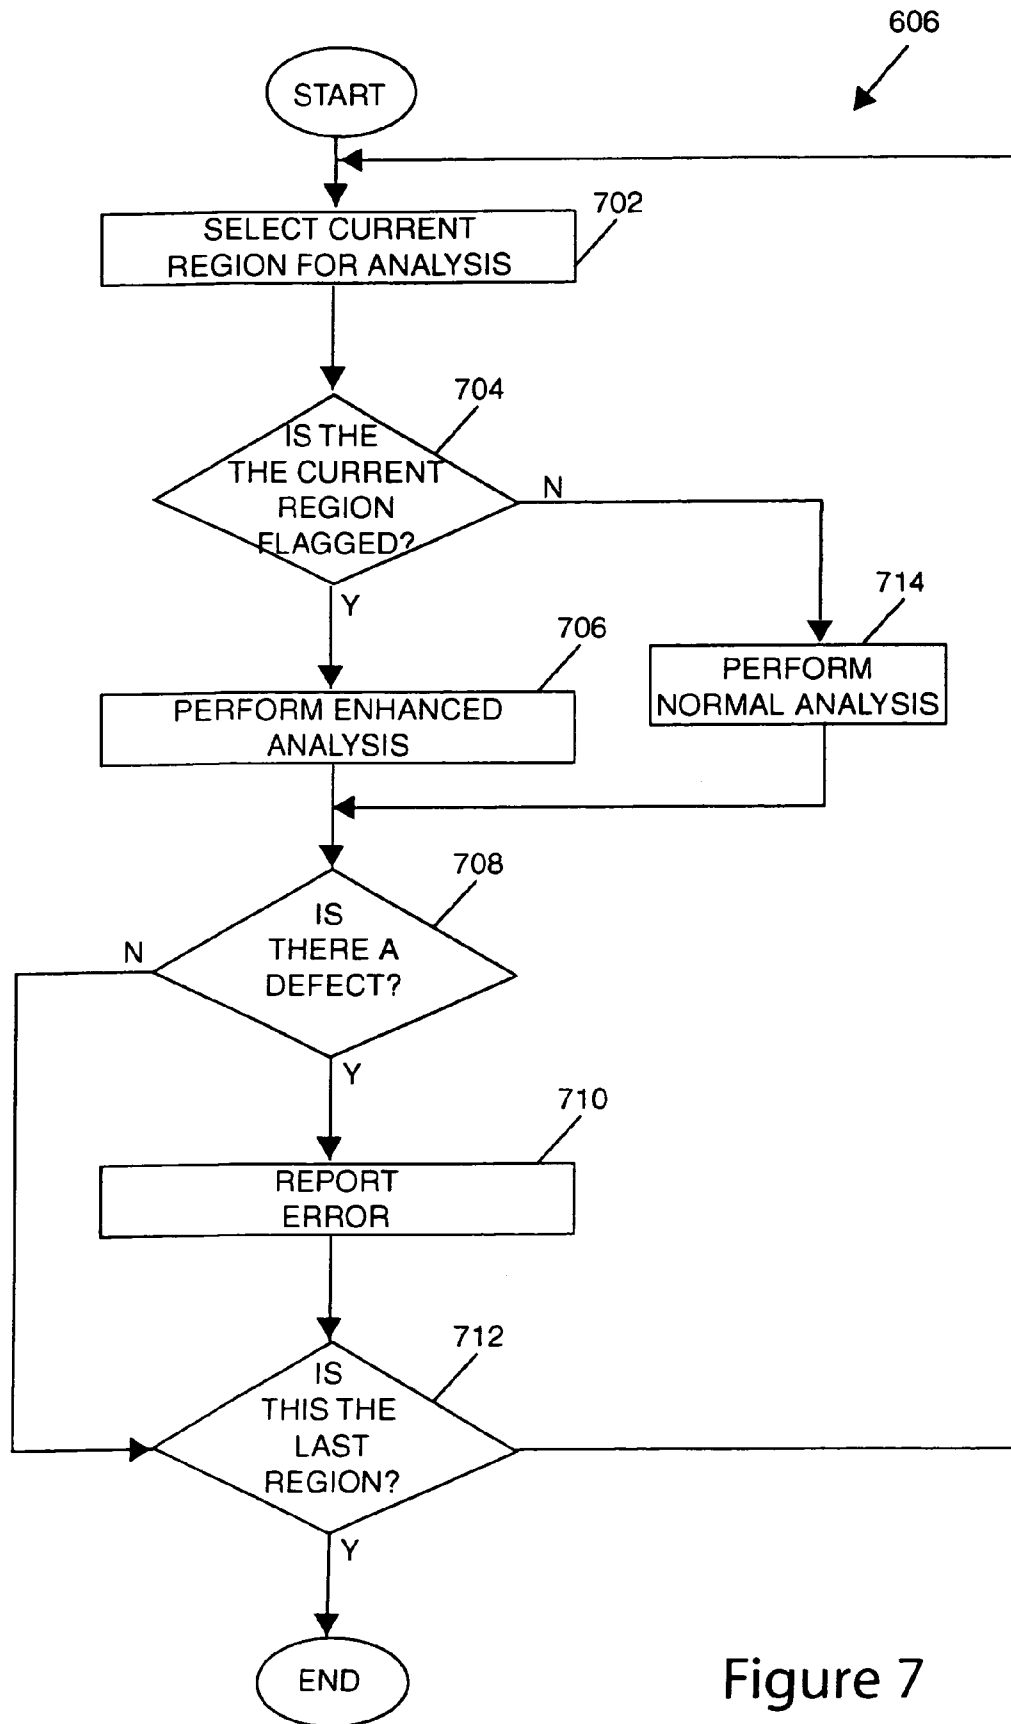 606
START
702
SELECT CURRENT
REGION FOR ANALYSIS
704
IS THE
THE CURRENT
REGION
FLAGGED?
N
Y
714
PERFORM
NORMAL ANALYSIS
706
PERFORM ENHANCED
ANALYSIS
708
IS
THERE A
DEFECT?
N
Y
710
REPORT
ERROR
712
IS
THIS THE
LAST
REGION?
Y
END
Figure 7